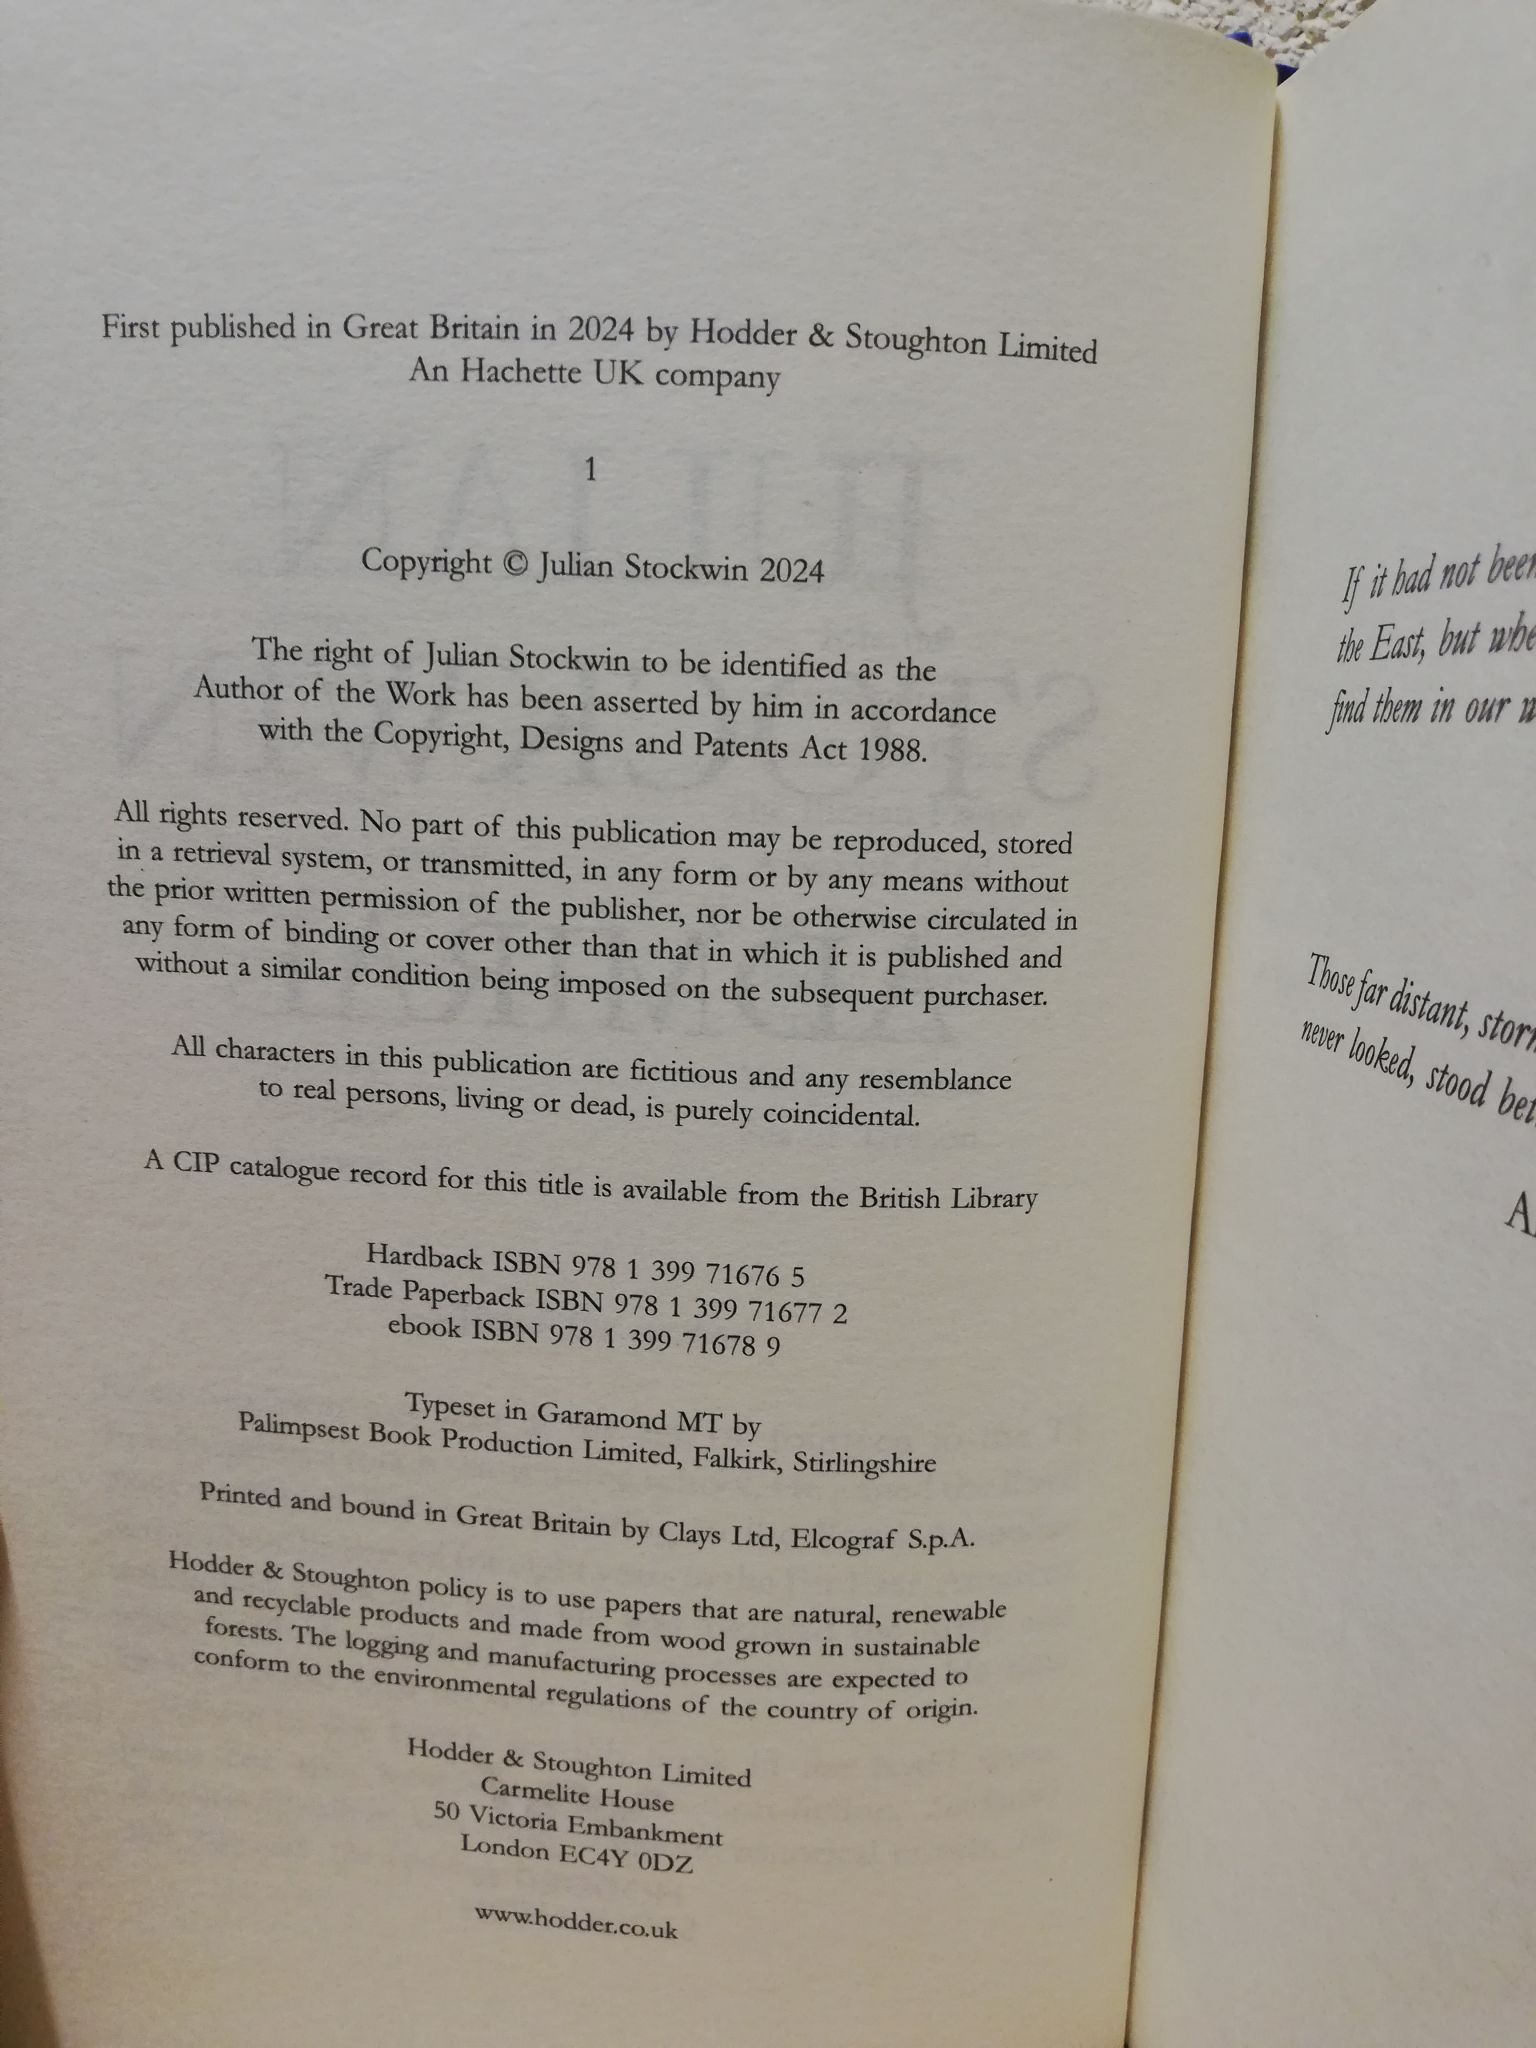 First published in Great Britain in 2024 by Hodder & Stoughton Limited
An Hachette UK company
1
Copyright © Julian Stockwin 2024
The right of Julian Stockwin to be identified as the
Author of the Work has been asserted by him in accordance
with the Copyright, Designs and Patents Act 1988.
All rights reserved. No part of this publication may be reproduced, stored
in a retrieval system, or transmitted, in any form or by any means without
the prior written permission of the publisher, nor be otherwise circulated in
any form of binding or cover other than that in which it is published and
without a similar condition being imposed on the subsequent purchaser.
All characters in this publication are fictitious and any resemblance
to real persons, living or dead, is purely coincidental.
A CIP catalogue record for this title is available from the British Library
Hardback ISBN 978 1 399 71676 5
Trade Paperback ISBN 978 1 399 71677 2
ebook ISBN 978 1 399 71678 9
Typeset in Garamond MT by
Palimpsest Book Production Limited, Falkirk, Stirlingshire
Printed and bound in Great Britain by Clays Ltd, Elcograf S.p.A.
Hodder & Stoughton policy is to use papers that are natural, renewable
and recyclable products and made from wood grown in sustainable
forests. The logging and manufacturing processes are expected to
conform to the environmental regulations of the country of origin.
Hodder & Stoughton Limited
Carmelite House
50 Victoria Embankment
London EC4Y 0DZ
www.hodder.co.uk
If it had not been
the East, but
find them in our
Those far distant,
never looked, stood